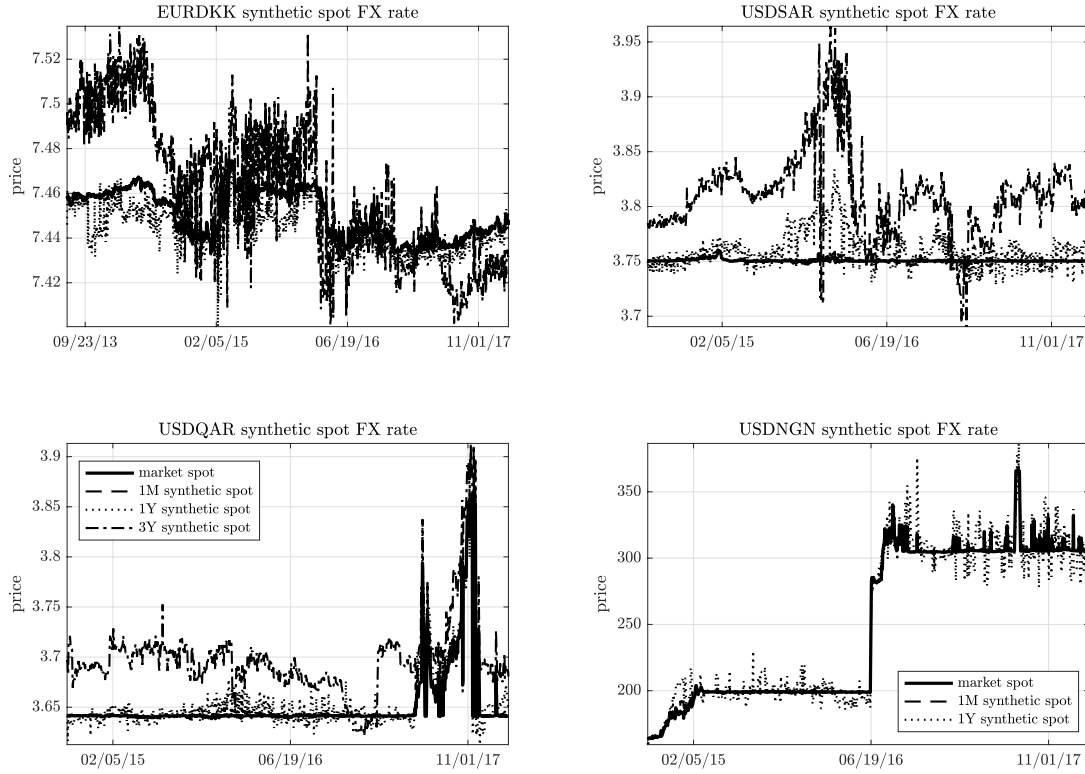 EURDKK synthetic spot FX rate
price
7.52
7.5
7.48
7.46
7.44
7.42
09/23/13 02/05/15 06/19/16 11/01/17
USDSAR synthetic spot FX rate
price
3.95
3.9
3.85
3.8
3.75
3.7
02/05/15 06/19/16 11/01/17
USDQAR synthetic spot FX rate
price
3.9
3.85
3.8
3.75
3.7
3.65
market spot
1M synthetic spot
1Y synthetic spot
3Y synthetic spot
02/05/15 06/19/16 11/01/17
USDNGN synthetic spot FX rate
price
350
300
250
200
market spot
1M synthetic spot
1Y synthetic spot
02/05/15 06/19/16 11/01/17